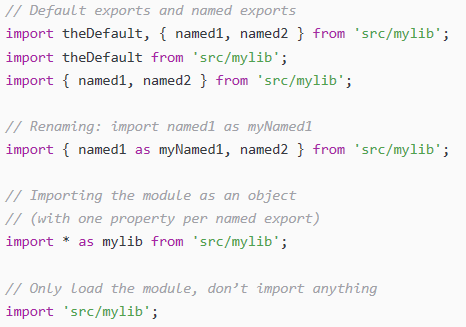 // Default exports and named exports
import theDefault, { named1, named2 } from 'src/mylib';
import theDefault from 'src/mylib';
import { named1, named2 } from 'src/mylib';
// Renaming: import named1 as myNamed1
import { named1 as myNamed1, named2 } from 'src/mylib';
// Importing the module as an object
// (with one property per named export)
import * as mylib from 'src/mylib';
// Only load the module, don’t import anything
import 'src/mylib';